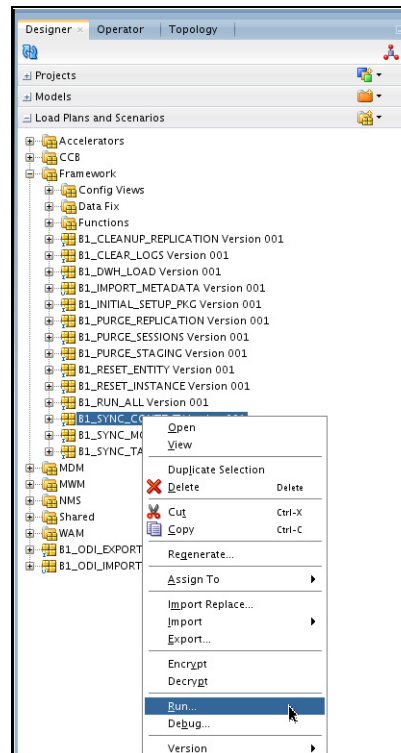 Designer Operator Topology
Projects
Models
Load Plans and Scenarios
Accelerators
CCB
Framework
Config Views
Data Fix
Functions
B1_CLEANUP_REPLICATION Version 001
B1_CLEAR_LOGS Version 001
B1_DWH_LOAD Version 001
B1_IMPORT_METADATA Version 001
B1_INITIAL_SETUP_PKG Version 001
B1_PURGE_REPLICATION Version 001
B1_PURGE_SESSIONS Version 001
B1_PURGE_STAGING Version 001
B1_RESET_ENTITY Version 001
B1_RESET_INSTANCE Version 001
B1_RUN_ALL Version 001
B1_SYNC_MO
B1_SYNC_TA
MDM
MWM
NMS
Shared
WAM
B1_ODI_EXPORT
B1_ODI_IMPORT
Open
View
Duplicate Selection
Delete Delete
Cut Ctrl-X
Copy Ctrl-C
Regenerate...
Assign To
Import Replace...
Import
Export...
Encrypt
Decrypt
Run...
Debug...
Version